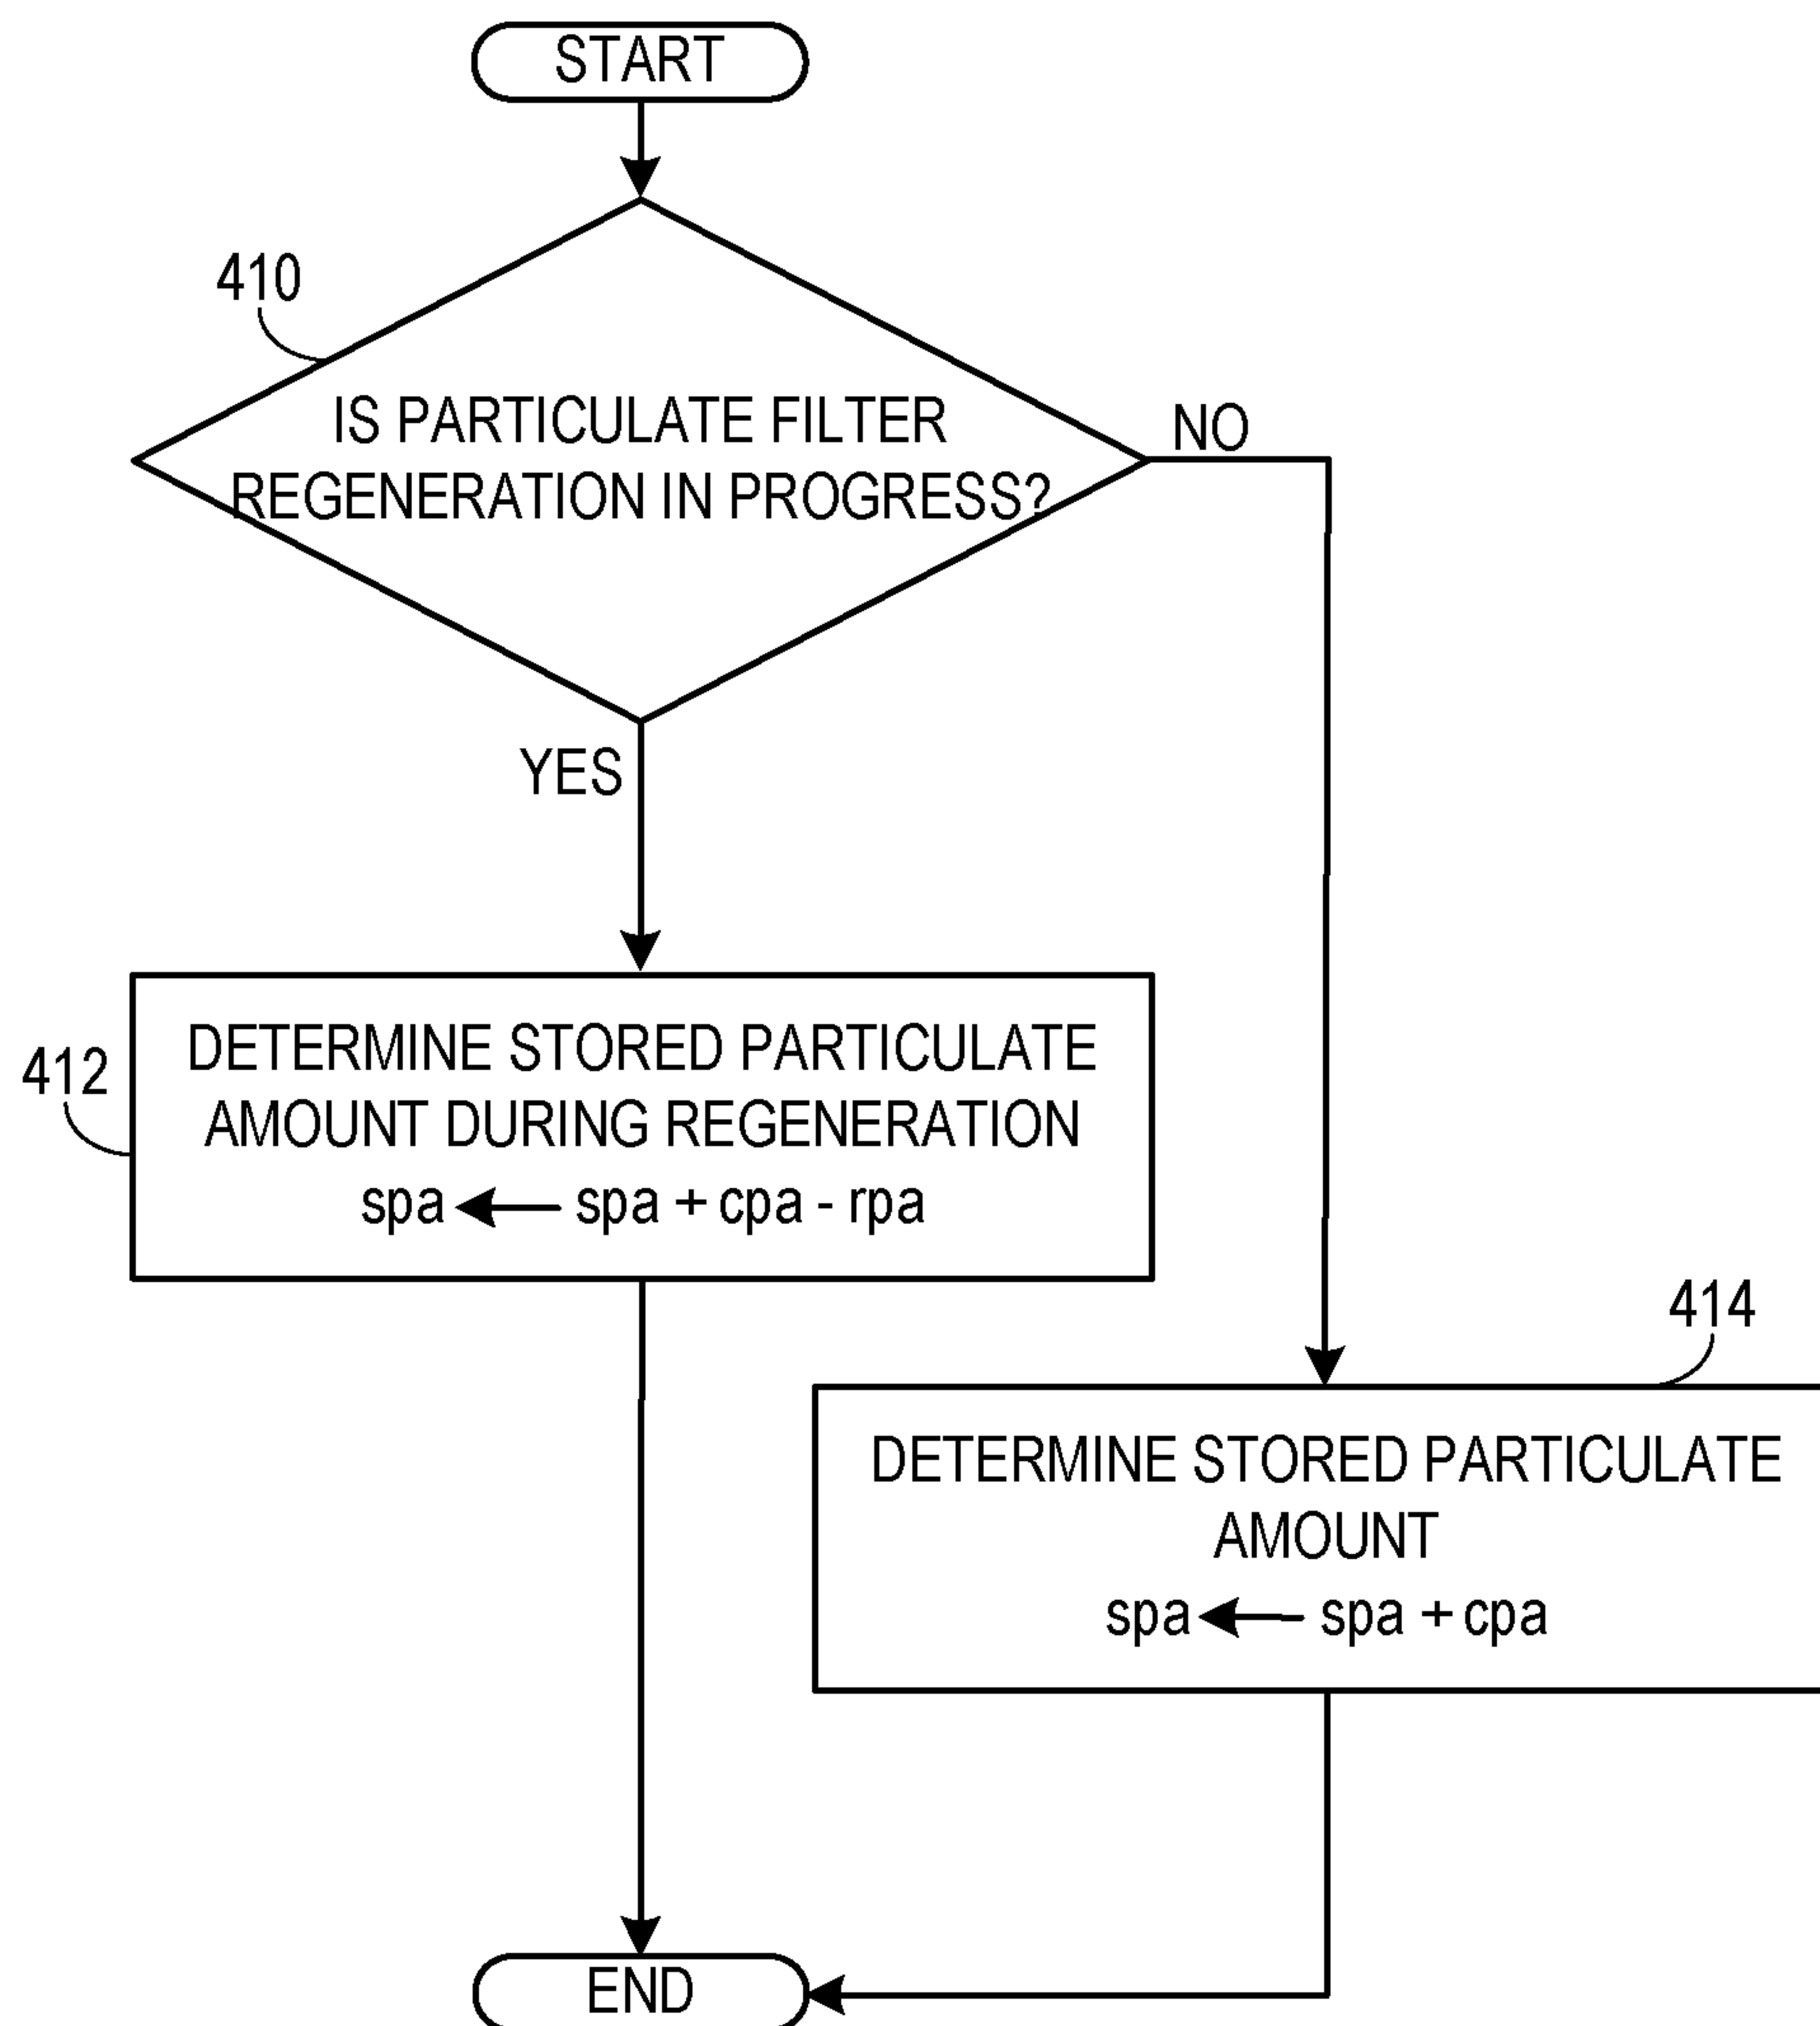 START
410
IS PARTICULATE FILTER
REGENERATION IN PROGRESS?
NO
YES
412
DETERMINE STORED PARTICULATE
AMOUNT DURING REGENERATION
spa ← spa + cpa - rpa
414
DETERMINE STORED PARTICULATE
AMOUNT
spa ← spa + cpa
END